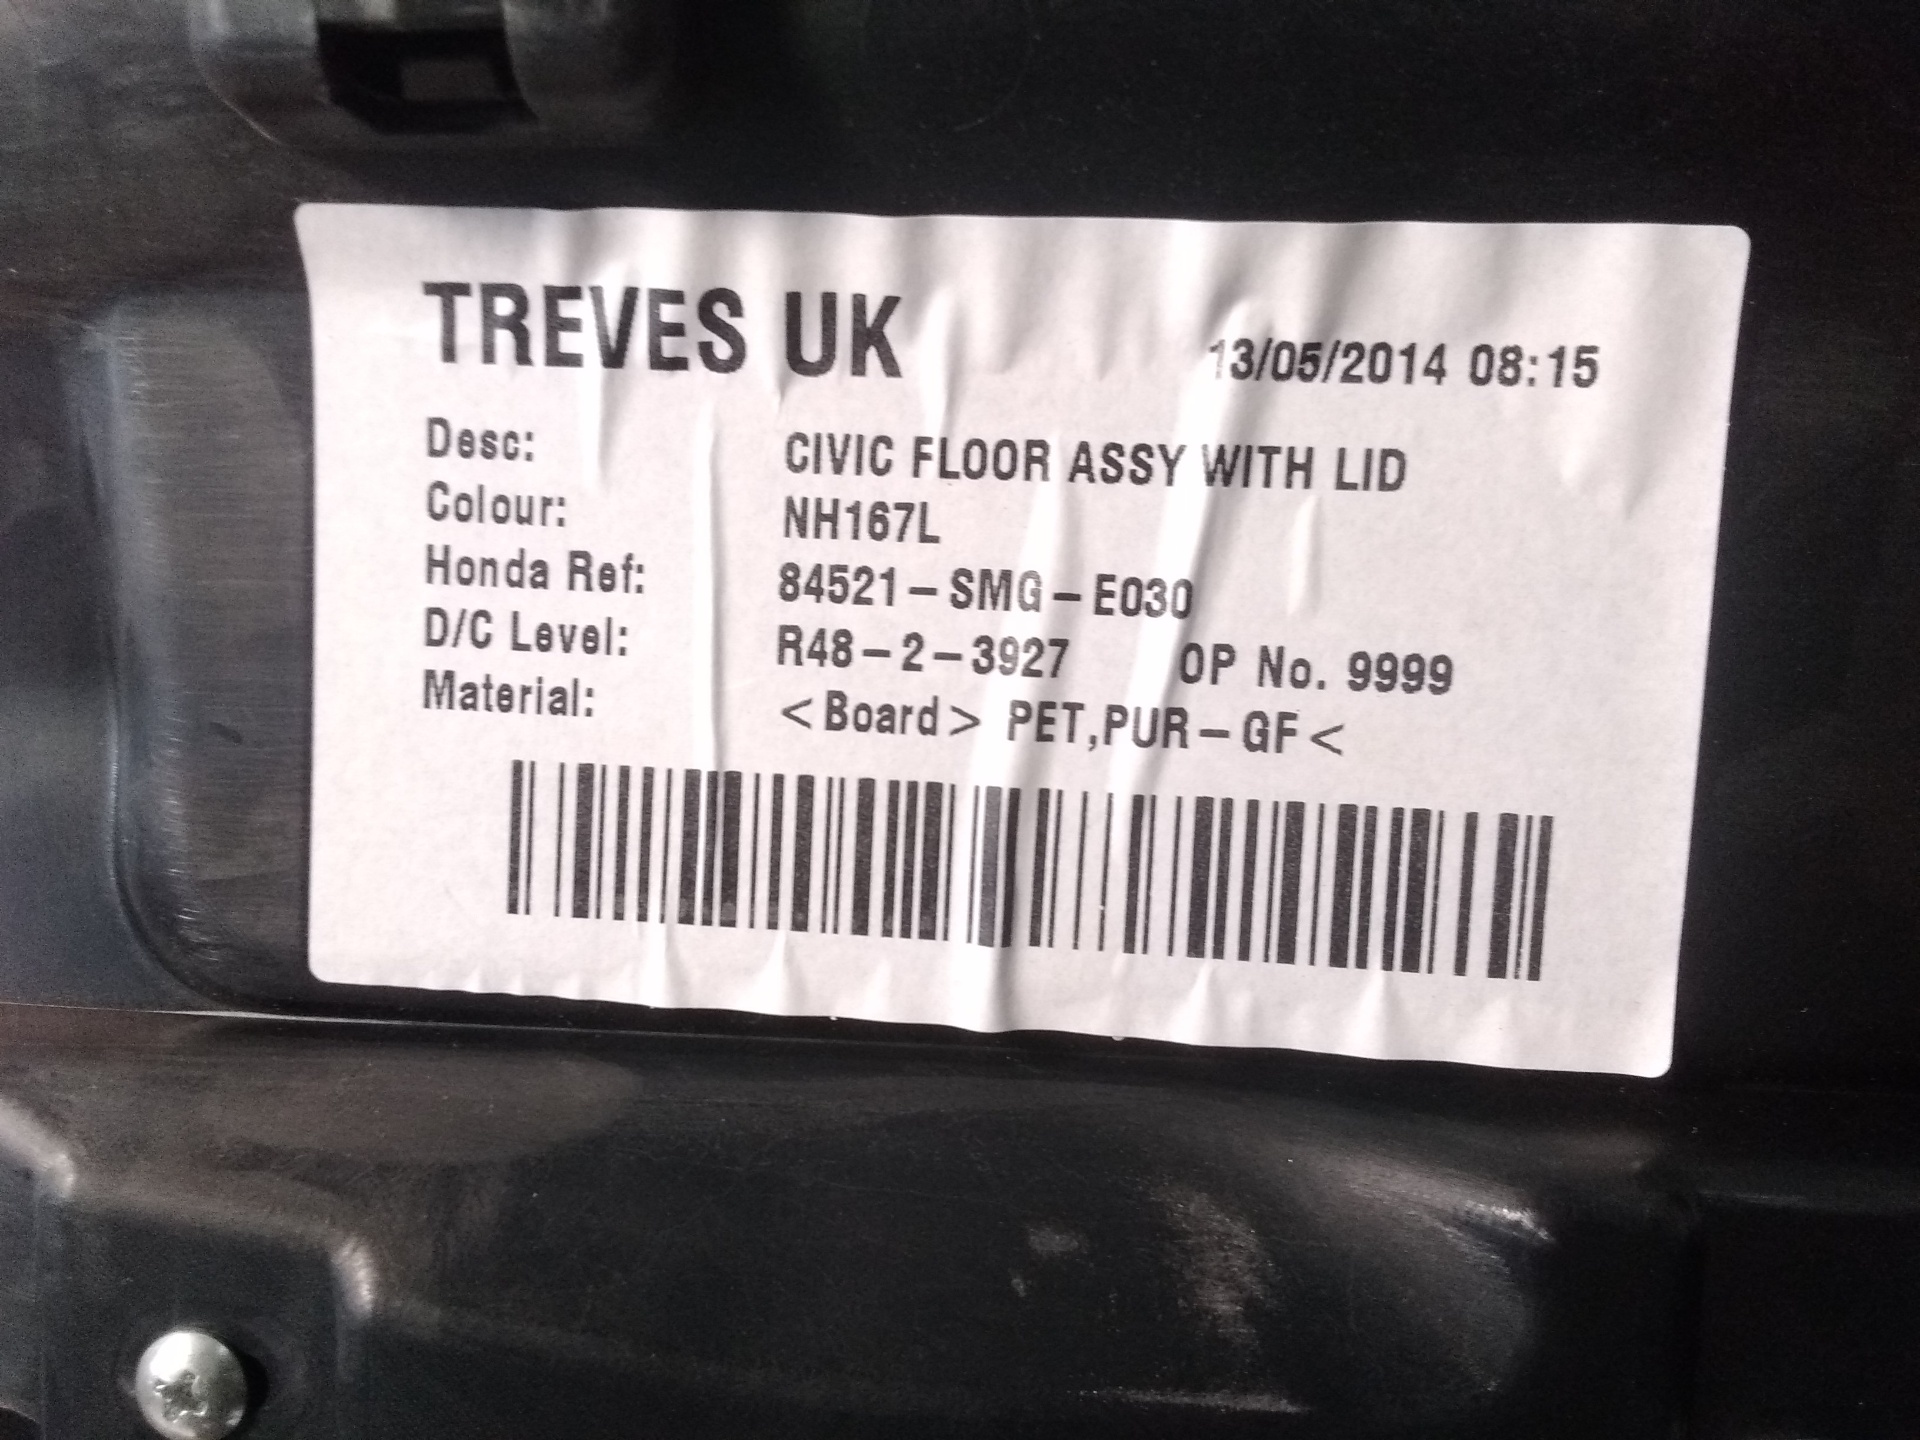 TREVES UK 13/05/2014 08:15
Desc: CIVIC FLOOR ASSY WITH LID
Colour: NH167L
Honda Ref: 84521-SMG-E030
D/C Level: R48-2-3927 OP No. 9999
Material: <Board> PET,PUR-GF<